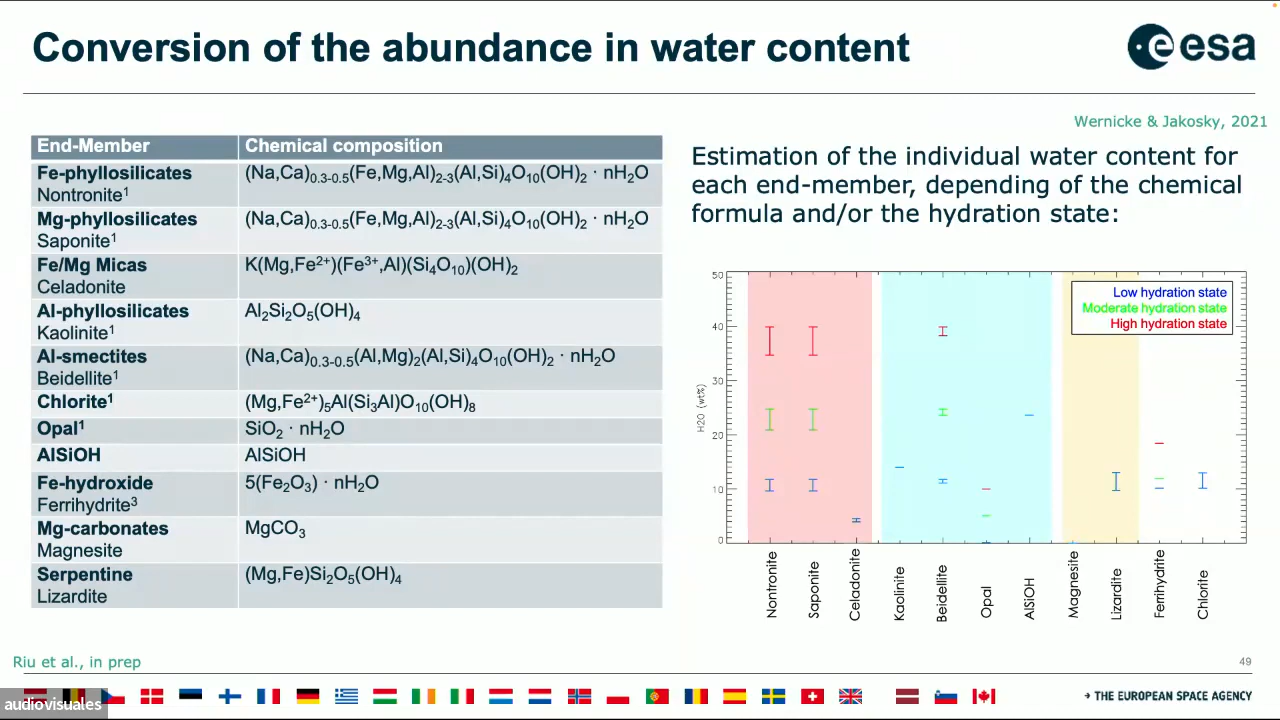 Conversion of the abundance in water content
esa
Wernicke & Jakosky, 2021
End-Member Chemical composition
Fe-phyllosilicates (Na,Ca)₀.₃₋₀.₅(Fe,Mg,Al)₂₋₃(Al,Si)₄O₁₀(OH)₂ · nH₂O
Nontronite¹
Mg-phyllosilicates (Na,Ca)₀.₃₋₀.₅(Fe,Mg,Al)₂₋₃(Al,Si)₄O₁₀(OH)₂ · nH₂O
Saponite¹
Fe/Mg Micas K(Mg,Fe²⁺)(Fe³⁺,Al)(Si₄O₁₀)(OH)₂
Celadonite
Al-phyllosilicates Al₂Si₂O₅(OH)₄
Kaolinite¹
Al-smectites (Na,Ca)₀.₃₋₀.₅(Al,Mg)₂(Al,Si)₄O₁₀(OH)₂ · nH₂O
Beidellite¹
Chlorite¹ (Mg,Fe²⁺)₅Al(Si₃Al)O₁₀(OH)₈
Opal¹ SiO₂ · nH₂O
AlSiOH AlSiOH
Fe-hydroxide 5(Fe₂O₃) · nH₂O
Ferrihydrite³
Mg-carbonates MgCO₃
Magnesite
Serpentine (Mg,Fe)Si₂O₅(OH)₄
Lizardite
Estimation of the individual water content for
each end-member, depending of the chemical
formula and/or the hydration state:
Low hydration state
Moderate hydration state
High hydration state
50
40
30
20
10
0
H2O (wt%)
Nontronite
Saponite
Celadonite
Kaolinite
Beidellite
Opal
AlSiOH
Magnesite
Lizardite
Ferrihydrite
Chlorite
Riu et al., in prep
49
audiovisuales
→ THE EUROPEAN SPACE AGENCY